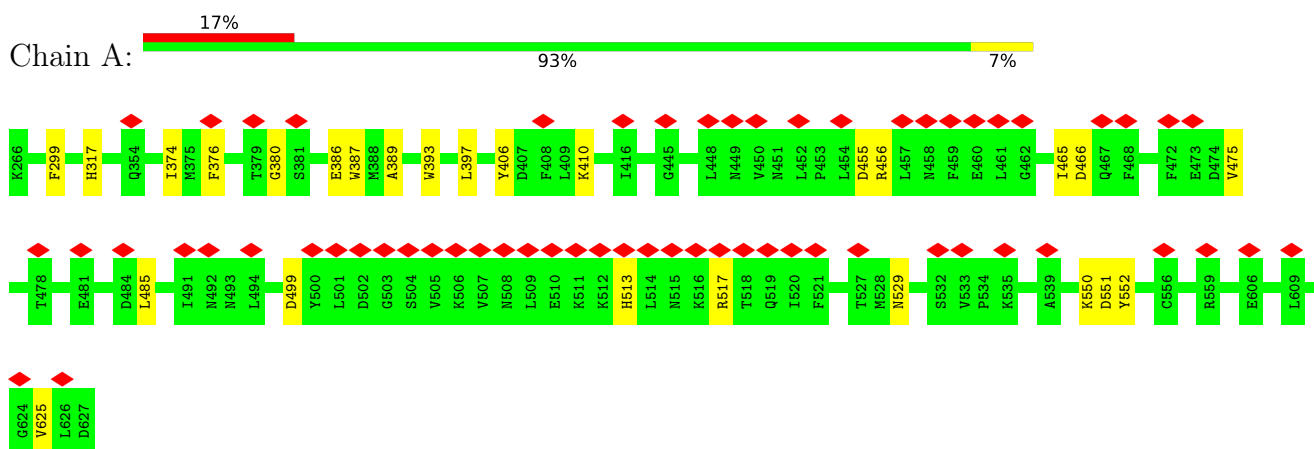 17%
Chain A:
93% 7%
K266 F299 H317 Q354 I374 M375 F376 T379 G380 S381 E386 W387 M388 A389 W393 L397 Y406 D407 F408 L409 K410 I416 G445 L448 N449 V450 N451 L452 P453 L454 D455 R456 L457 N458 F459 E460 L461 G462 I465 D466 Q467 F468 F472 E473 D474 V475
T478 E481 D484 L485 I491 N492 N493 L494 D499 Y500 L501 D502 G503 S504 V505 K506 V507 N508 L509 E510 K511 K512 H513 L514 N515 K516 R517 T518 Q519 I520 F521 T527 M528 N529 S532 V533 P534 K535 A539 K550 D551 Y552 C556 R559 E606 L609
G624 V625 L626 D627